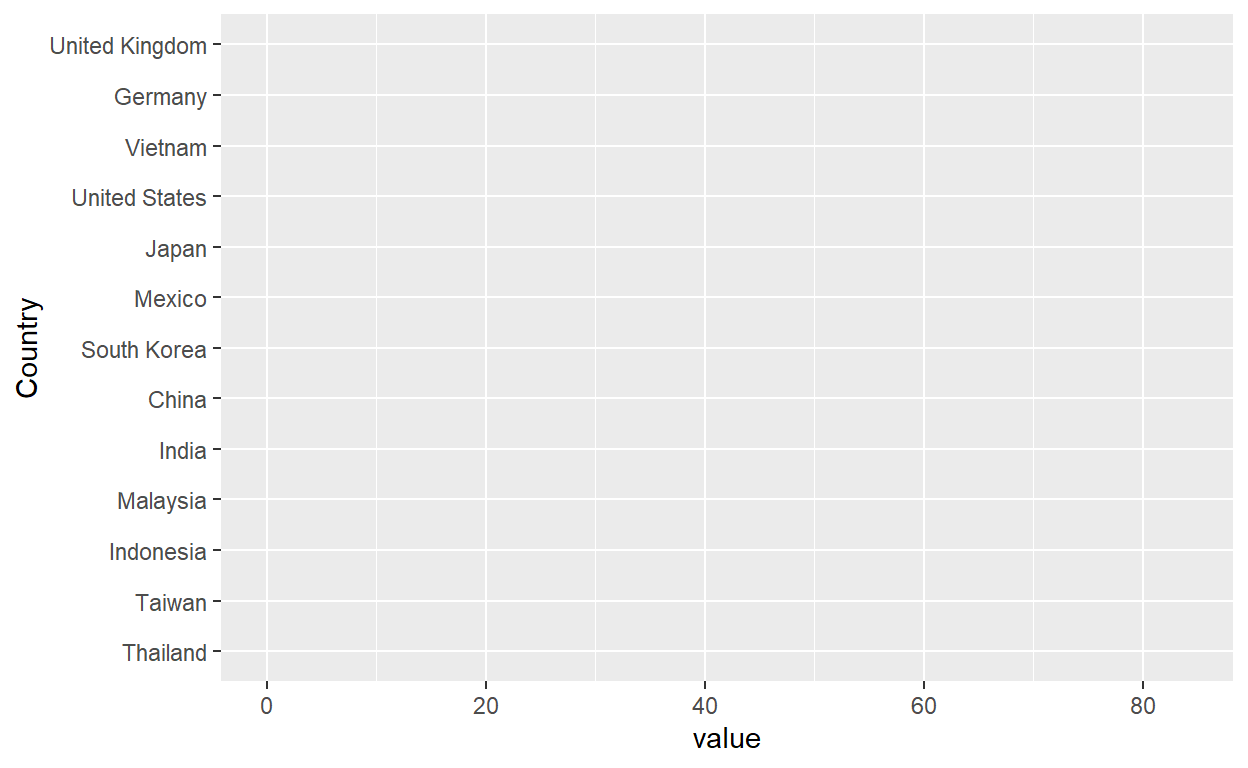 United Kingdom
Germany
Vietnam
United States
Japan
Mexico
South Korea
China
India
Malaysia
Indonesia
Taiwan
Thailand
Country
0 20 40 60 80
value